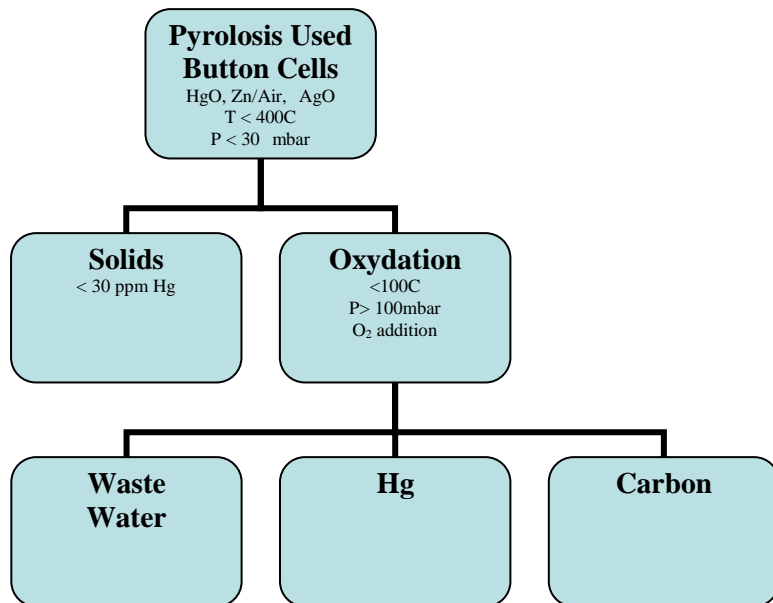 Pyrolosis Used
Button Cells
HgO, Zn/Air, AgO
T < 400C
P < 30 mbar
Solids
< 30 ppm Hg
Oxydation
<100C
P> 100mbar
O₂ addition
Waste
Water
Hg
Carbon